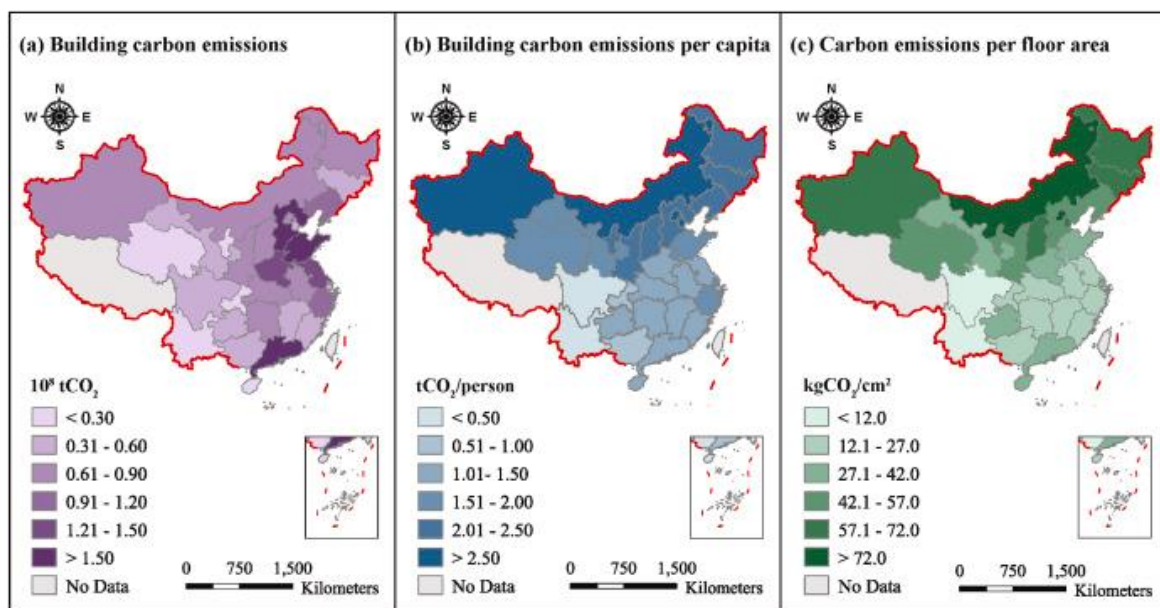 (a) Building carbon emissions
N
W E
S
10⁸ tCO₂
< 0.30
0.31 - 0.60
0.61 - 0.90
0.91 - 1.20
1.21 - 1.50
> 1.50
No Data
0 750 1,500
Kilometers
(b) Building carbon emissions per capita
N
W E
S
tCO₂/person
< 0.50
0.51 - 1.00
1.01- 1.50
1.51 - 2.00
2.01 - 2.50
> 2.50
No Data
0 750 1,500
Kilometers
(c) Carbon emissions per floor area
N
W E
S
kgCO₂/cm²
< 12.0
12.1 - 27.0
27.1 - 42.0
42.1 - 57.0
57.1 - 72.0
> 72.0
No Data
0 750 1,500
Kilometers